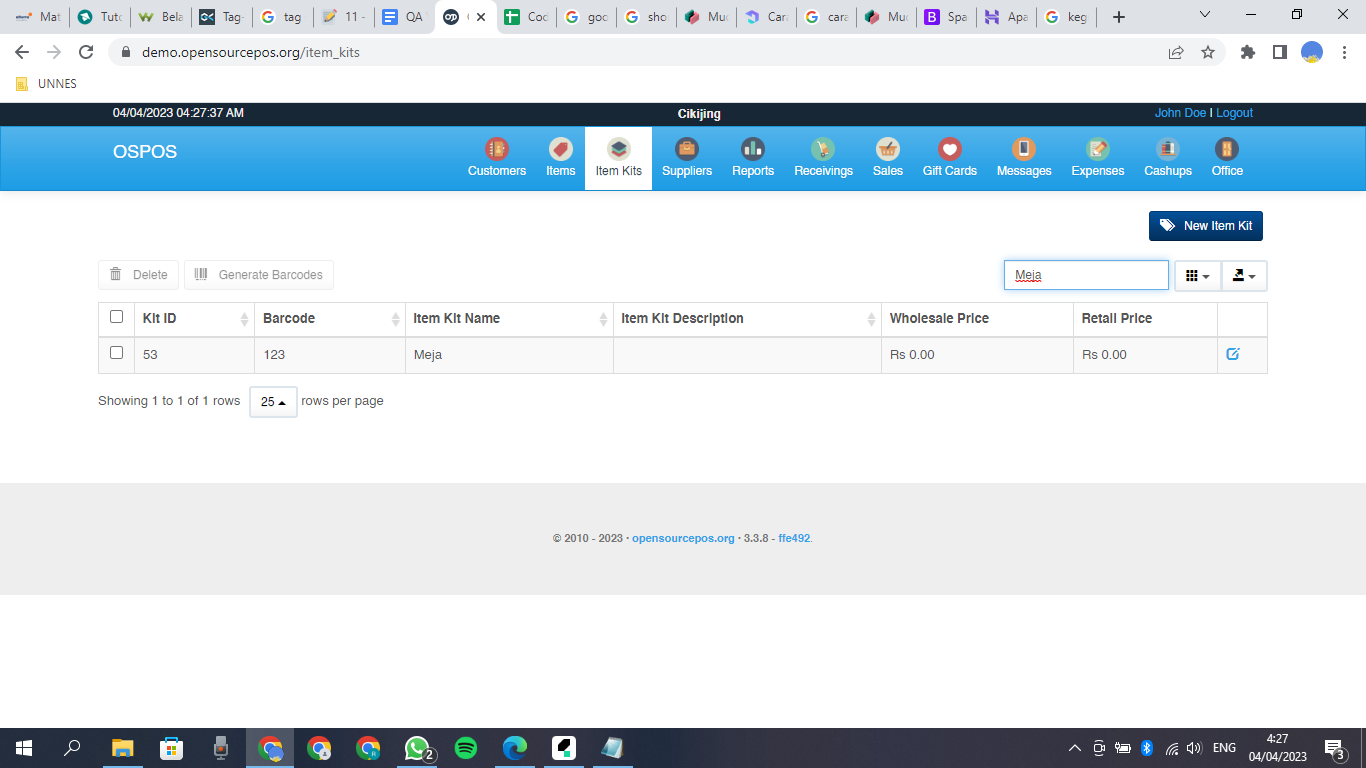 Mat
Tuto
Bela
Tag-
tag
11 -
QA
Cod
goo
sho
Muc
Cara
cara
Muc
Spa
Apa
keg
demo.opensourcepos.org/item_kits
UNNES
04/04/2023 04:27:37 AM
Cikijing
John Doe | Logout
OSPOS
Customers
Items
Item Kits
Suppliers
Reports
Receivings
Sales
Gift Cards
Messages
Expenses
Cashups
Office
New Item Kit
Delete
Generate Barcodes
Meja
Kit ID Barcode Item Kit Name Item Kit Description Wholesale Price Retail Price
53 123 Meja Rs 0.00 Rs 0.00
Showing 1 to 1 of 1 rows 25 rows per page
© 2010 - 2023 · opensourcepos.org · 3.3.8 - ffe492.
2
ENG
4:27
04/04/2023
3